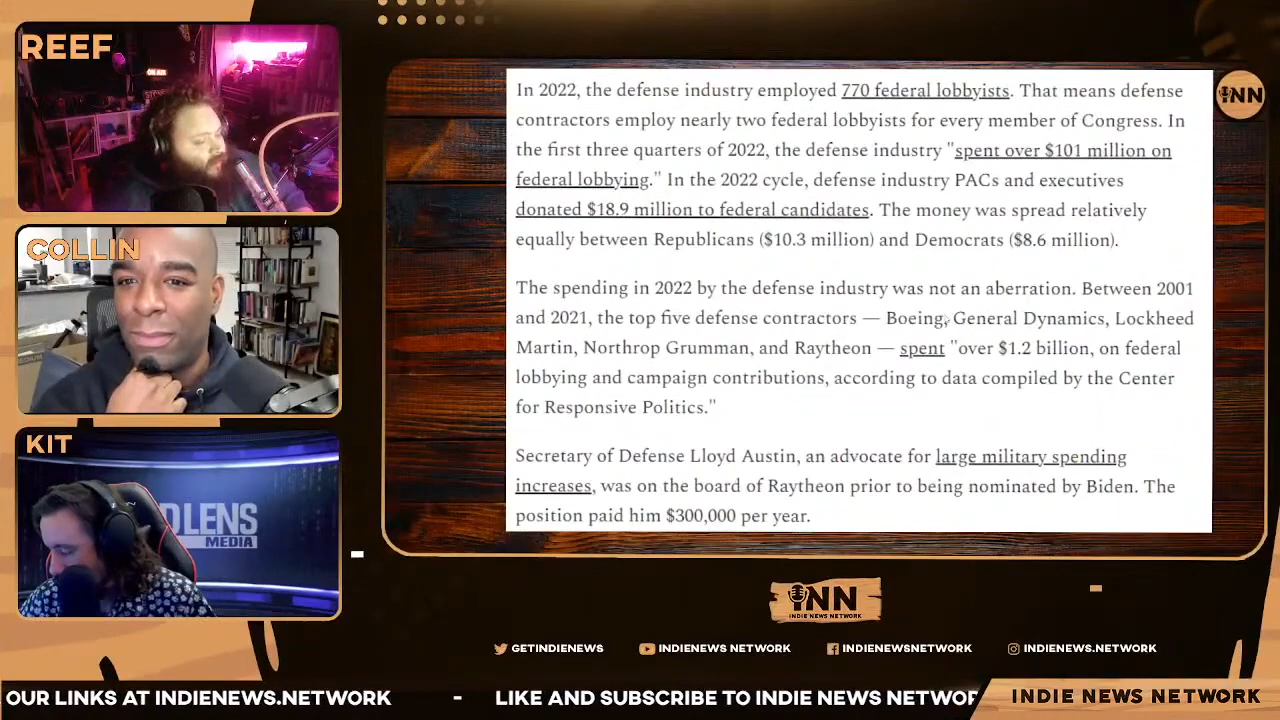 REEF
ON AIR
COLLIN
KIT
DLENS
MEDIA
In 2022, the defense industry employed 770 federal lobbyists. That means defense
contractors employ nearly two federal lobbyists for every member of Congress. In
the first three quarters of 2022, the defense industry "spent over $101 million on
federal lobbying." In the 2022 cycle, defense industry PACs and executives
donated $18.9 million to federal candidates. The money was spread relatively
equally between Republicans ($10.3 million) and Democrats ($8.6 million).
The spending in 2022 by the defense industry was not an aberration. Between 2001
and 2021, the top five defense contractors — Boeing, General Dynamics, Lockheed
Martin, Northrop Grumman, and Raytheon — spent "over $1.2 billion, on federal
lobbying and campaign contributions, according to data compiled by the Center
for Responsive Politics."
Secretary of Defense Lloyd Austin, an advocate for large military spending
increases, was on the board of Raytheon prior to being nominated by Biden. The
position paid him $300,000 per year.
INN
INN
INDIE NEWS NETWORK
GETINDIENEWS
INDIENEWS NETWORK
INDIENEWSNETWORK
INDIENEWS.NETWORK
OUR LINKS AT INDIENEWS.NETWORK - LIKE AND SUBSCRIBE TO INDIE NEWS NETWOR
INDIE NEWS NETWORK